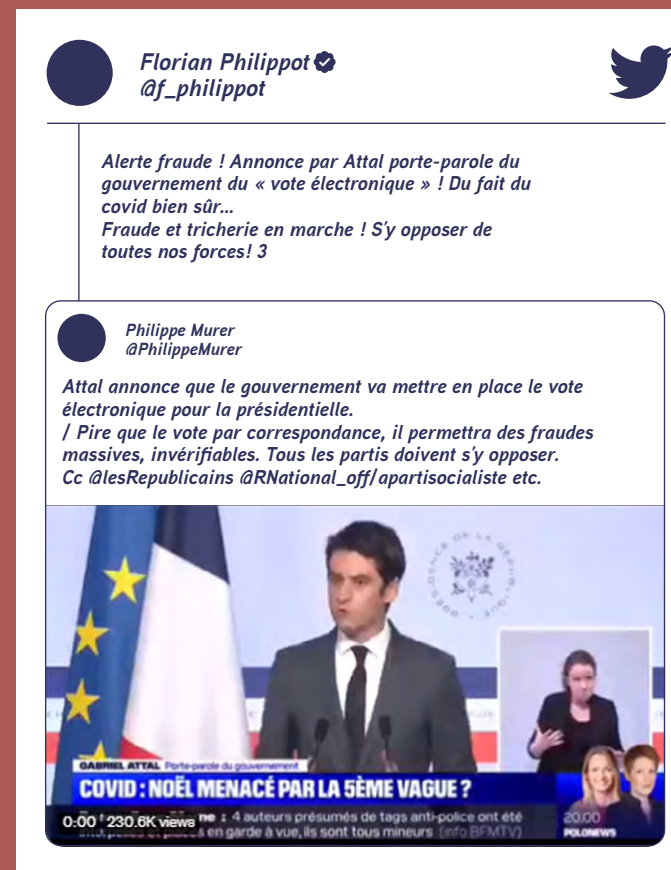 Florian Philippot
@f_philippot
Alerte fraude ! Annonce par Attal porte-parole du
gouvernement du « vote électronique » ! Du fait du
covid bien sûr...
Fraude et tricherie en marche ! S'y opposer de
toutes nos forces! 3
Philippe Murer
@PhilippeMurer
Attal annonce que le gouvernement va mettre en place le vote
électronique pour la présidentielle.
/ Pire que le vote par correspondance, il permettra des fraudes
massives, invérifiables. Tous les partis doivent s'y opposer.
Cc @lesRepublicains @RNational_off/apartisocialiste etc.
PRESIDENCE DE LA REPUBLIQUE
GABRIEL ATTAL Porte-parole du gouvernement
COVID : NOËL MENACÉ PAR LA 5ÈME VAGUE ?
0:00 230.6K views
: 4 auteurs présumés de tags anti-police ont été
en garde à vue, ils sont tous mineurs (info BFMTV)
20.00
POLONEWS